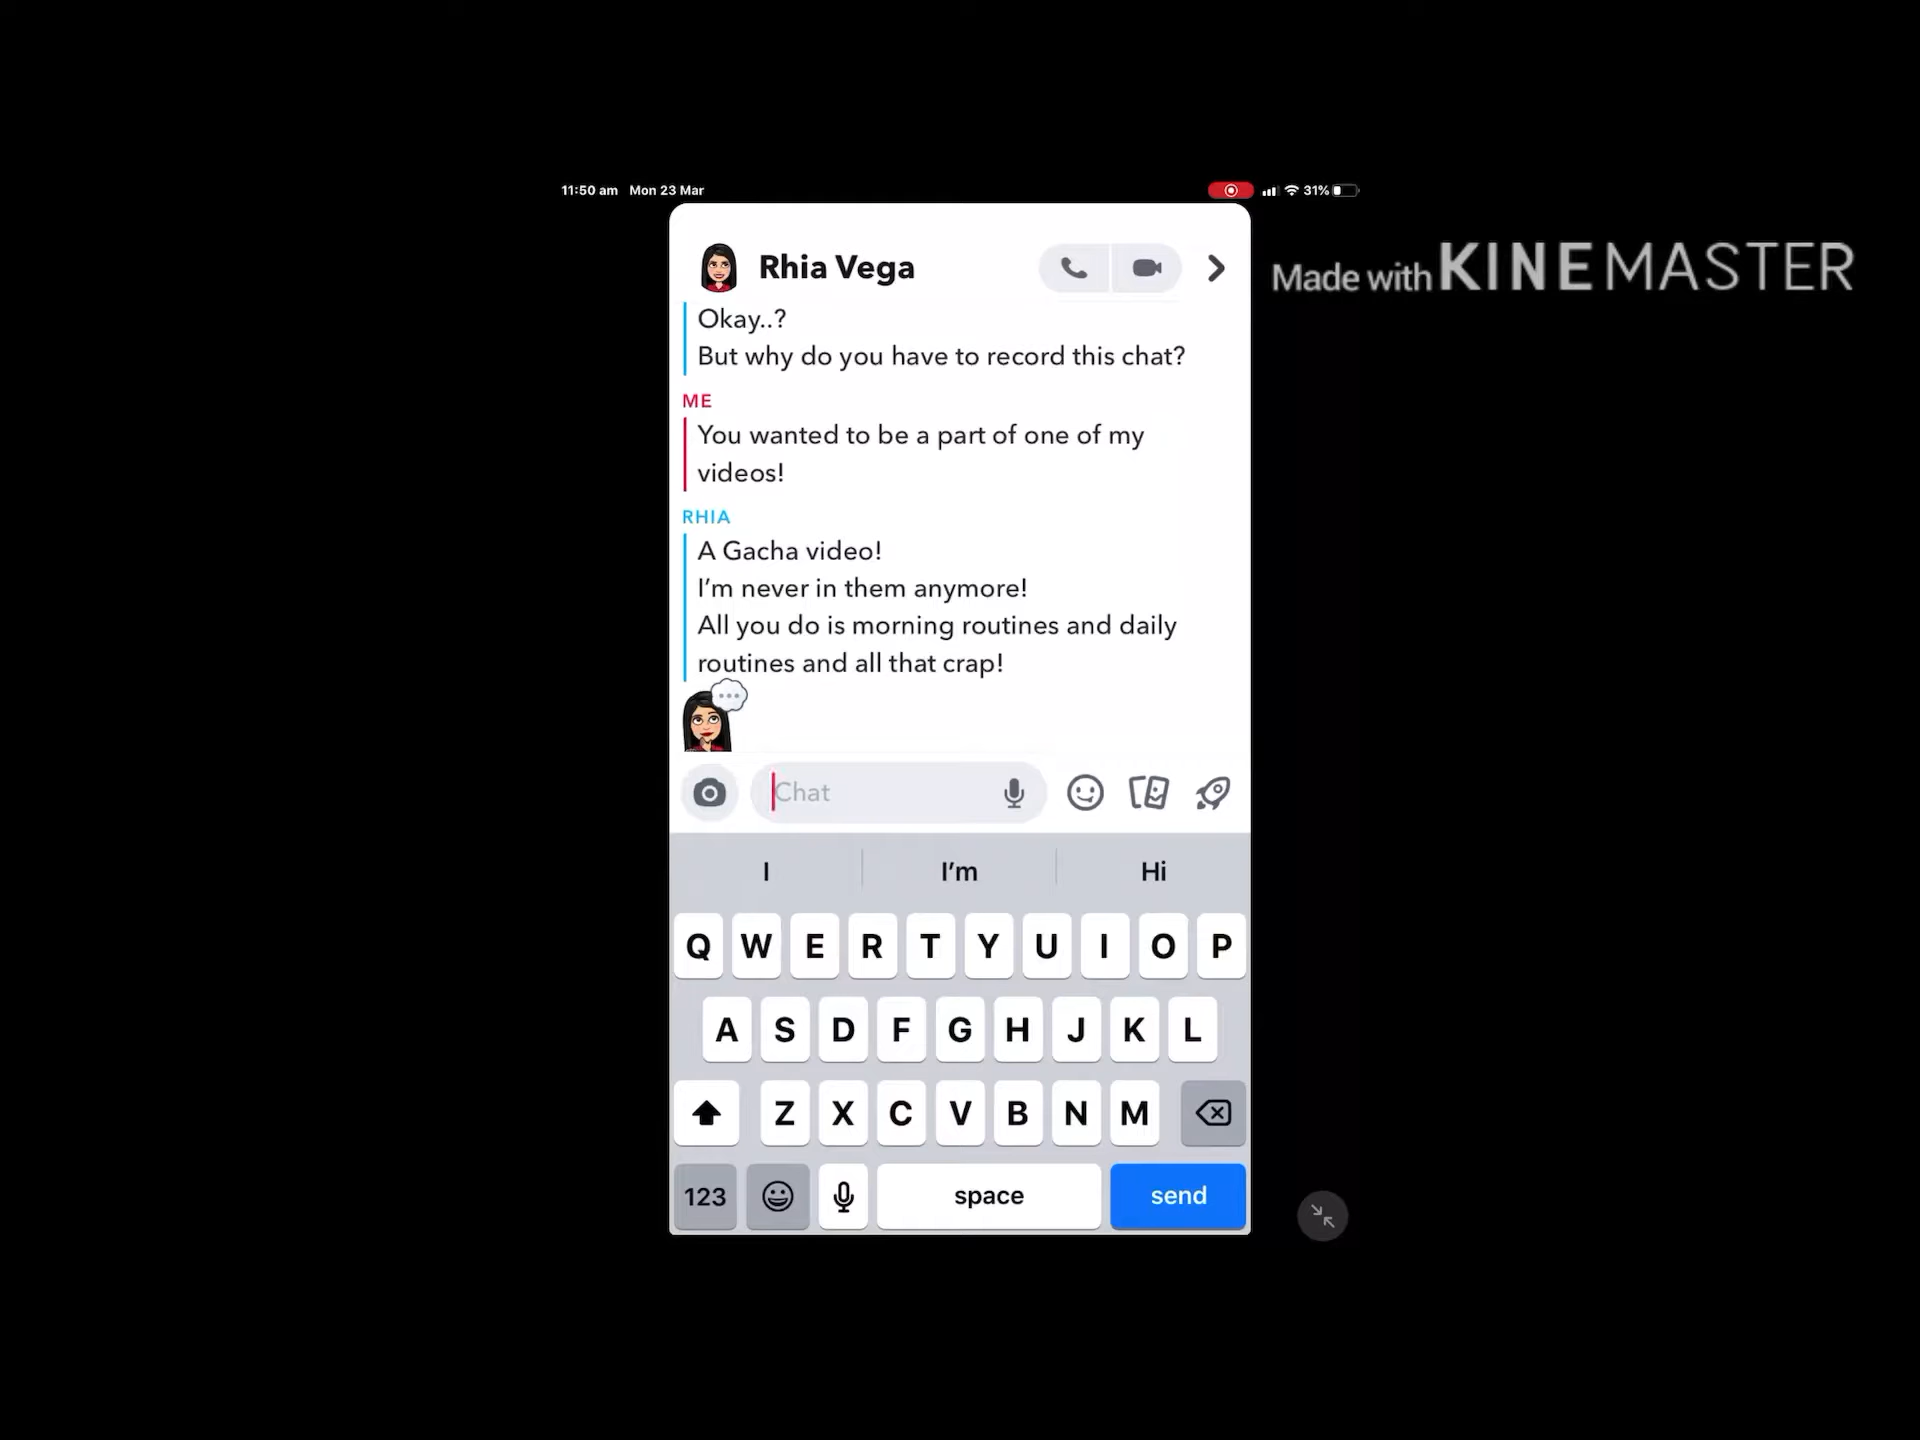 11:50 am Mon 23 Mar
31%
Rhia Vega
Made with KINEMASTER
Okay..?
But why do you have to record this chat?
ME
You wanted to be a part of one of my
videos!
RHIA
A Gacha video!
I’m never in them anymore!
All you do is morning routines and daily
routines and all that crap!
Chat
I I’m Hi
Q W E R T Y U I O P
A S D F G H J K L
Z X C V B N M
123 space send